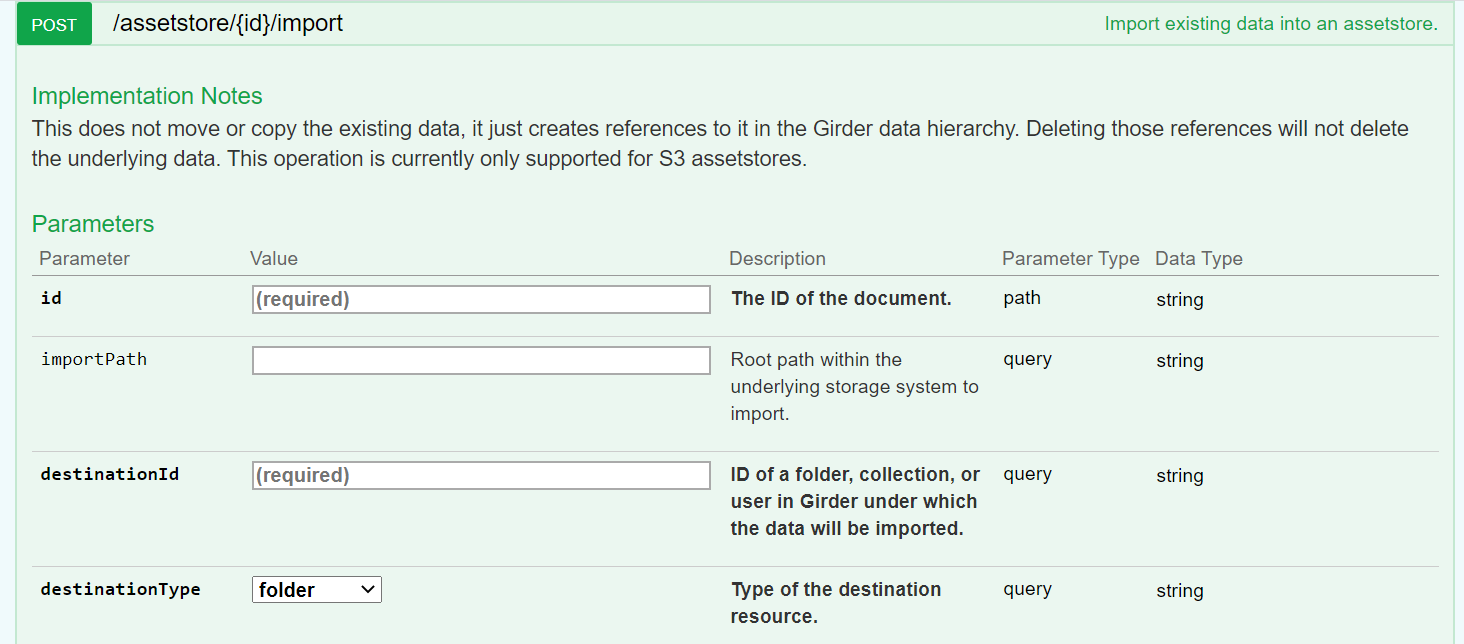 POST /assetstore/{id}/import Import existing data into an assetstore.
Implementation Notes
This does not move or copy the existing data, it just creates references to it in the Girder data hierarchy. Deleting those references will not delete
the underlying data. This operation is currently only supported for S3 assetstores.
Parameters
Parameter Value Description Parameter Type Data Type
id (required) The ID of the document. path string
importPath Root path within the query string
underlying storage system to
import.
destinationId (required) ID of a folder, collection, or query string
user in Girder under which
the data will be imported.
destinationType folder Type of the destination query string
resource.